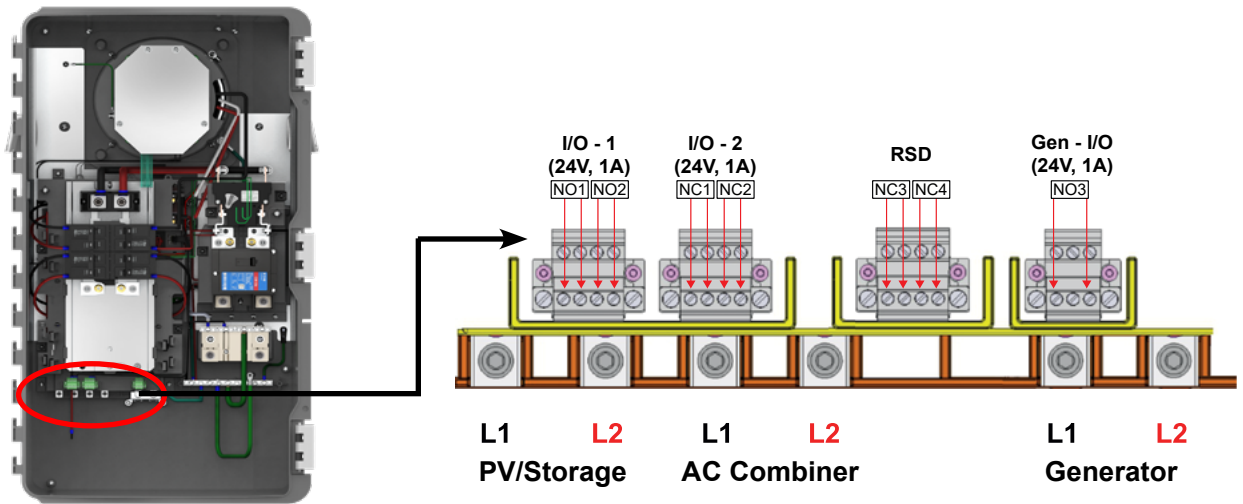 I/O - 1
(24V, 1A)
NO1 NO2
I/O - 2
(24V, 1A)
NC1 NC2
RSD
NC3 NC4
Gen - I/O
(24V, 1A)
NO3
L1 L2 L1 L2 L1 L2
PV/Storage AC Combiner Generator